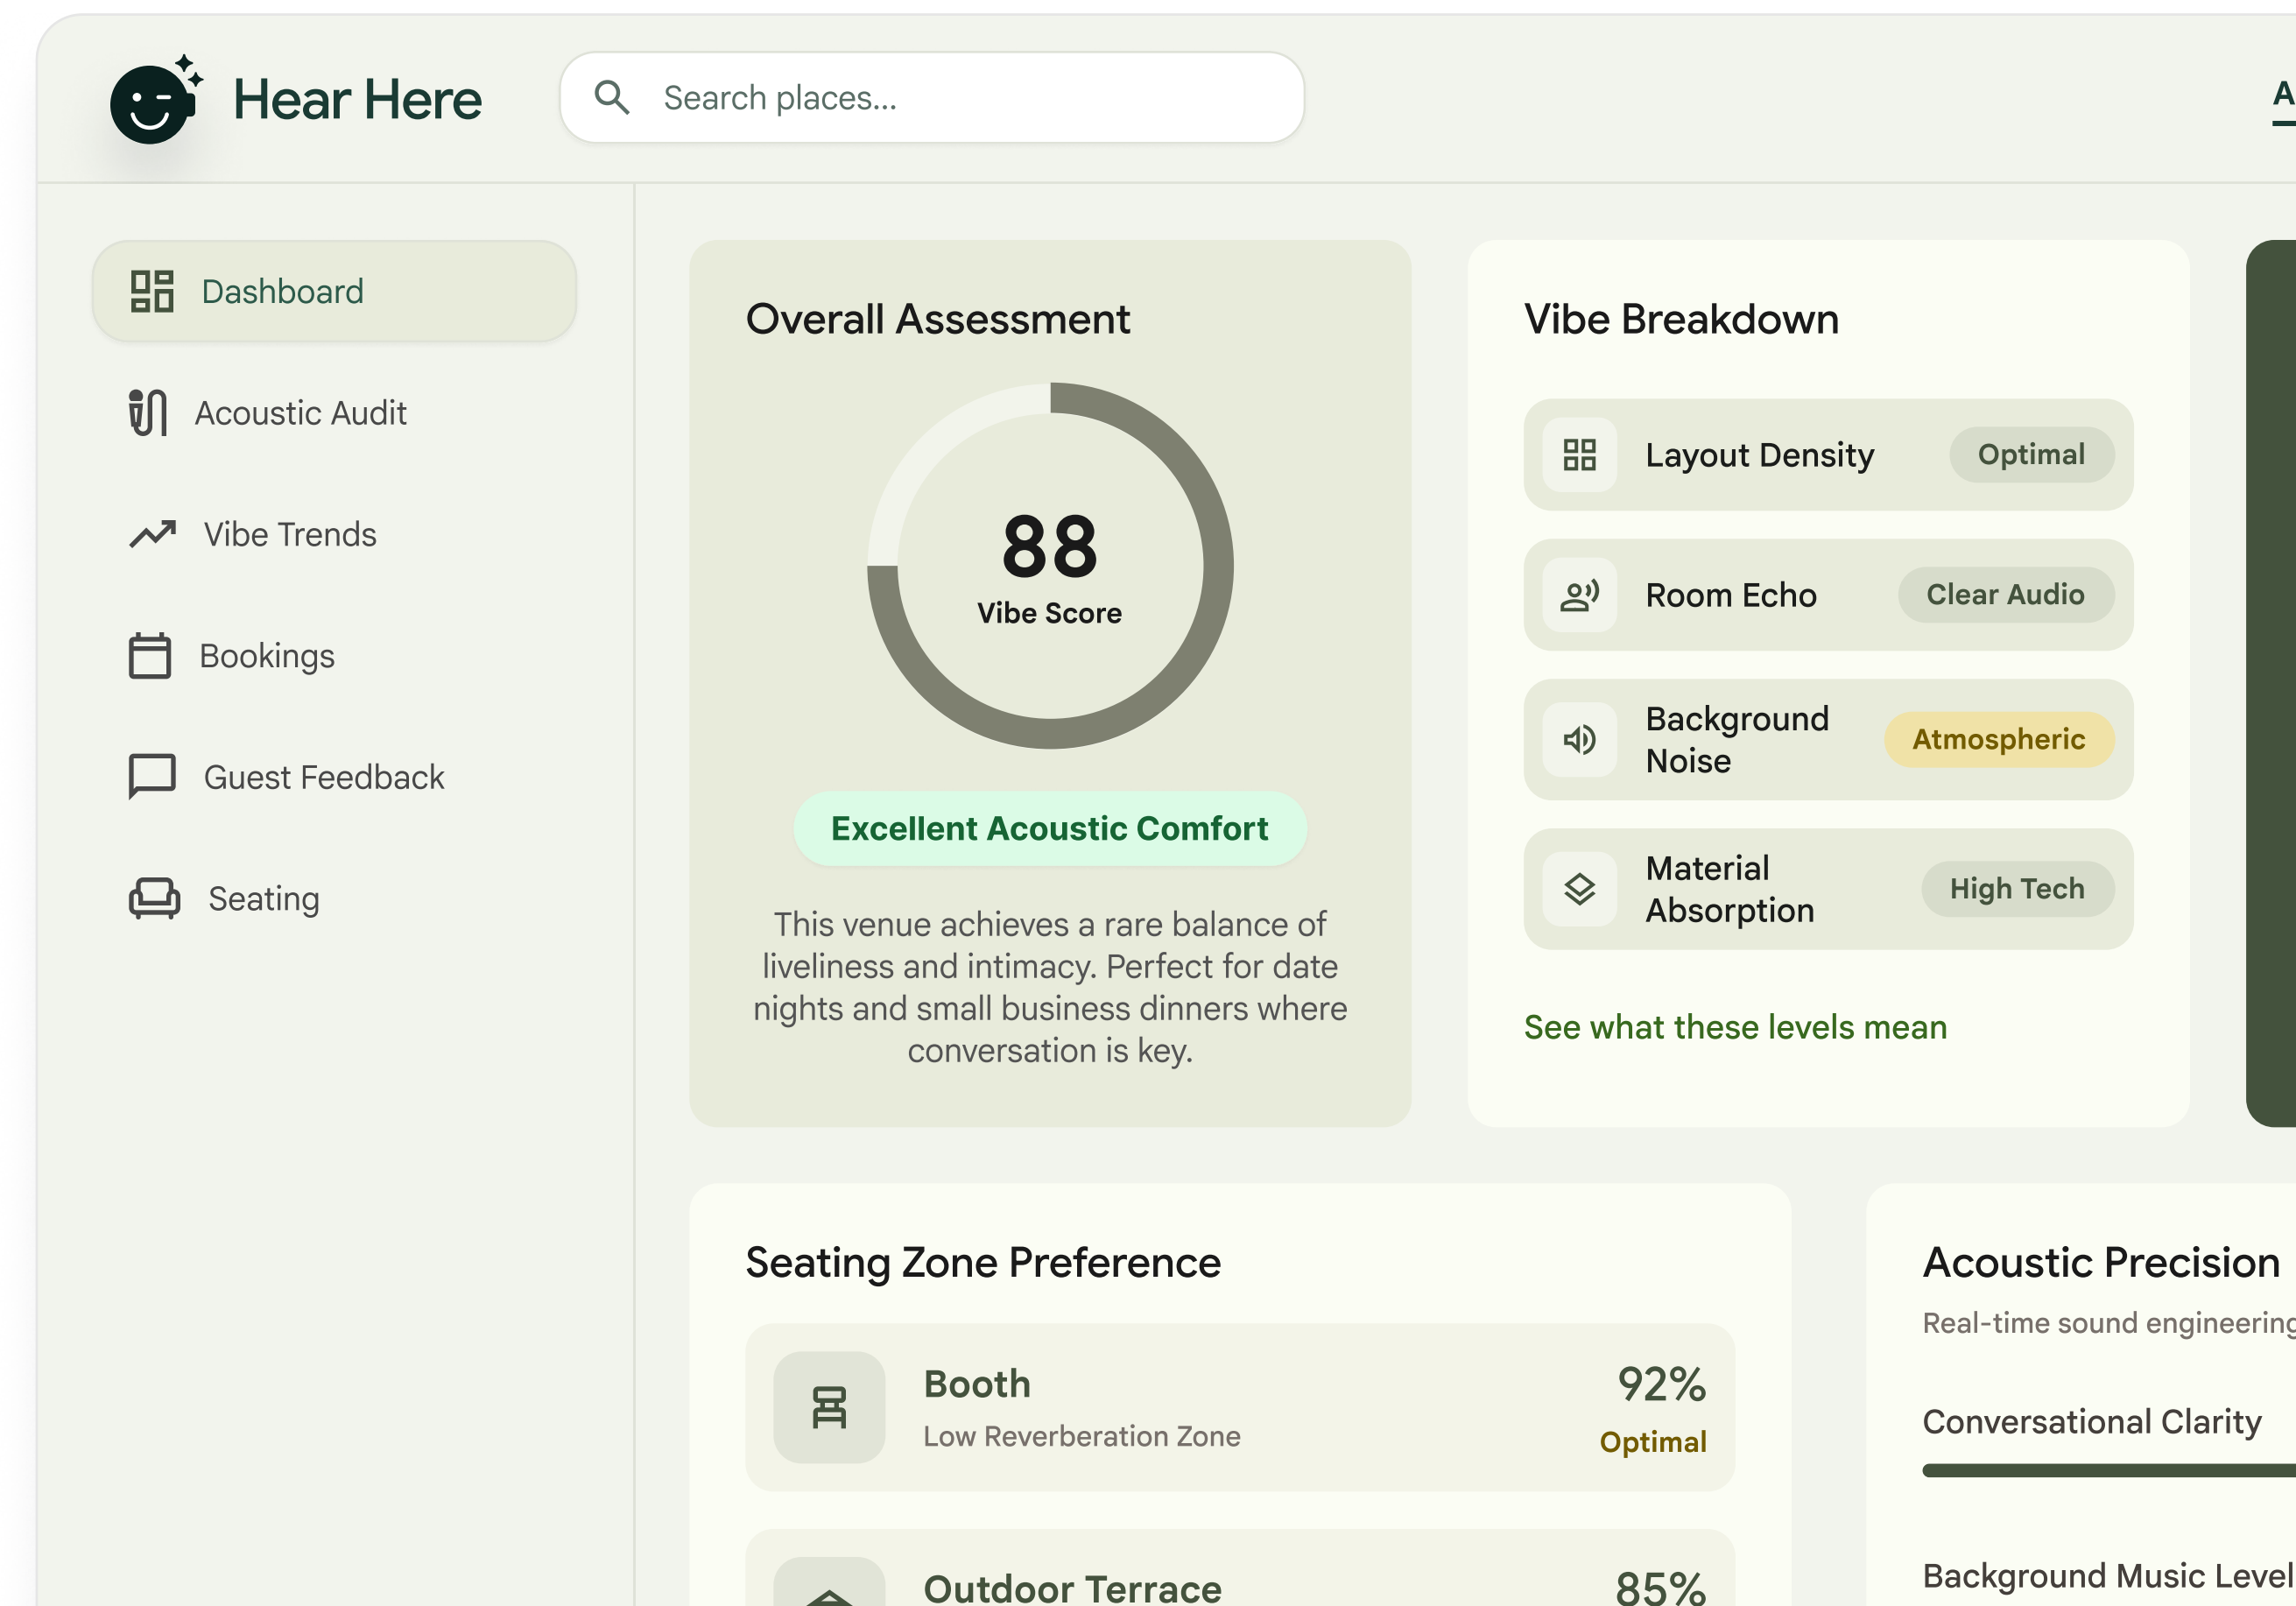 Hear Here
Search places...
A
Dashboard
Acoustic Audit
Vibe Trends
Bookings
Guest Feedback
Seating
Overall Assessment
88
Vibe Score
Excellent Acoustic Comfort
This venue achieves a rare balance of
liveliness and intimacy. Perfect for date
nights and small business dinners where
conversation is key.
Vibe Breakdown
Layout Density
Optimal
Room Echo
Clear Audio
Background
Noise
Atmospheric
Material
Absorption
High Tech
See what these levels mean
Seating Zone Preference
Booth
Low Reverberation Zone
92%
Optimal
Outdoor Terrace
85%
Acoustic Precision
Real-time sound engineering
Conversational Clarity
Background Music Level